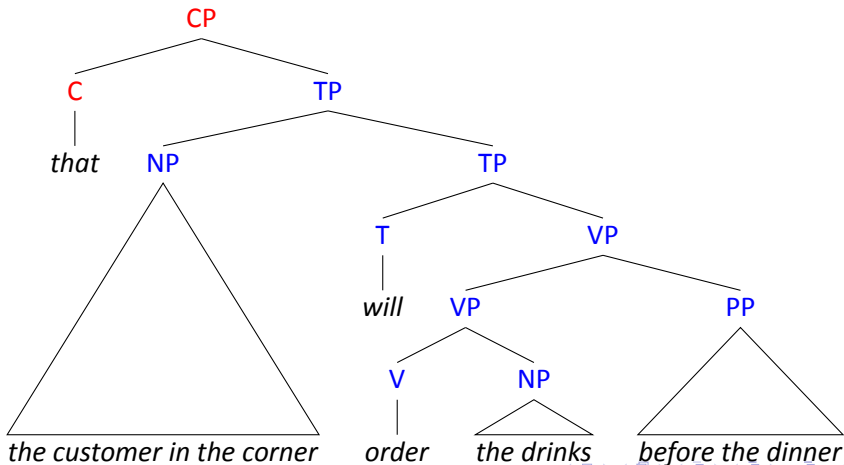 CP
C TP
that NP TP
T VP
will VP PP
V NP
the customer in the corner order the drinks before the dinner